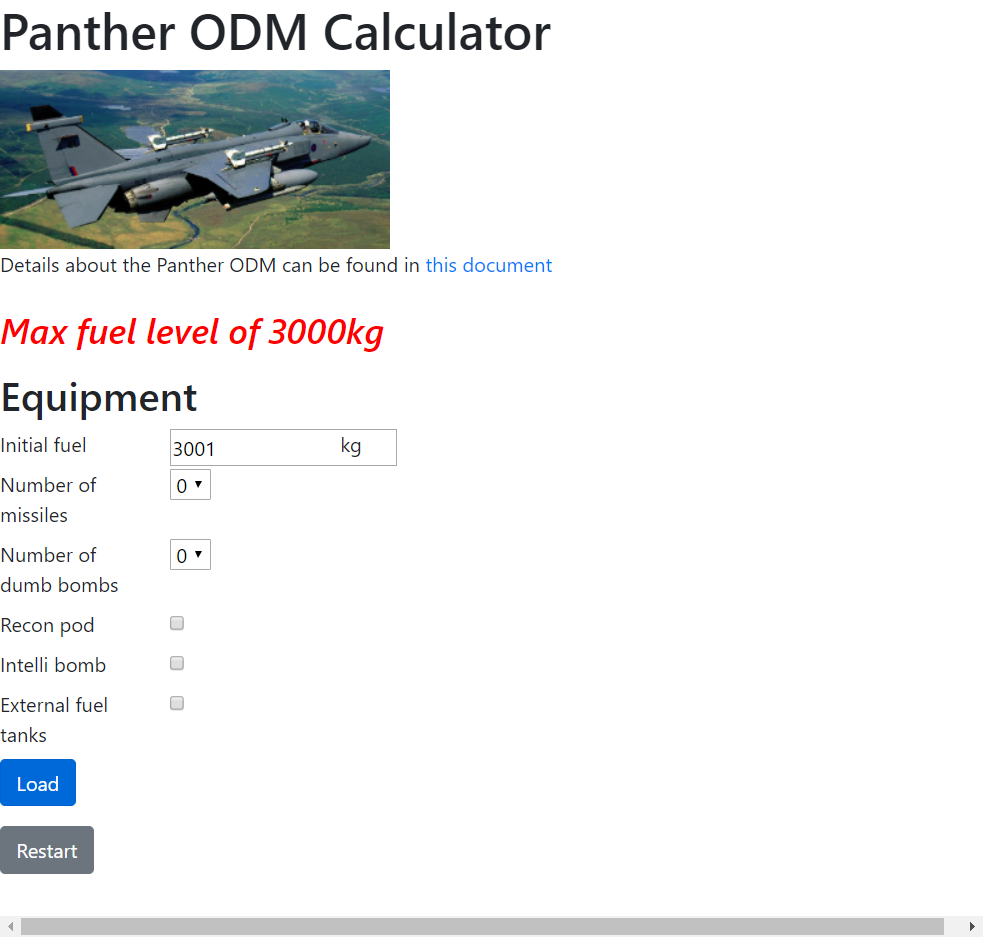 Panther ODM Calculator
Details about the Panther ODM can be found in this document
Max fuel level of 3000kg
Equipment
Initial fuel 3001 kg
Number of missiles 0
Number of dumb bombs 0
Recon pod
Intelli bomb
External fuel tanks
Load
Restart